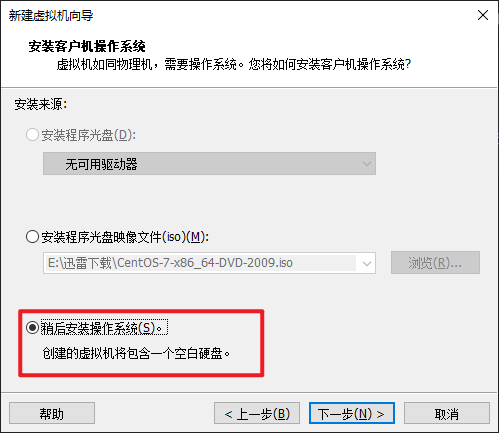 新建虚拟机向导
安装客户机操作系统
虚拟机如同物理机，需要操作系统。您将如何安装客户机操作系统?
安装来源:
安装程序光盘(D):
无可用驱动器
安装程序光盘映像文件(iso)(M):
E:\迅雷下载\CentOS-7-x86_64-DVD-2009.iso
浏览(R)...
稍后安装操作系统(S)。
创建的虚拟机将包含一个空白硬盘。
帮助
< 上一步(B)
下一步(N) >
取消